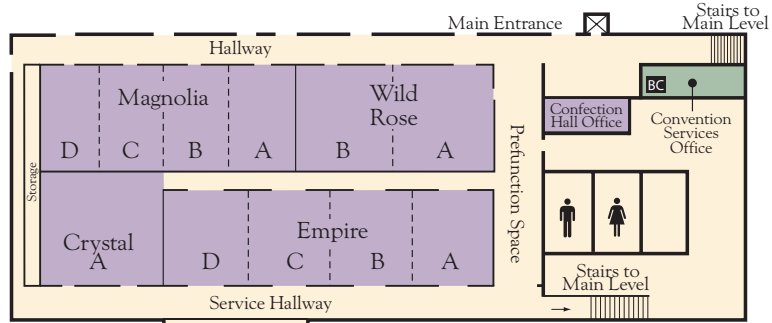 Stairs to
Main Level
Main Entrance
Hallway
Magnolia
D C B A
Wild
Rose
B A
BC
Confection
Hall Office
Convention
Services
Office
Storage
Prefunction Space
Crystal
A
Empire
D C B A
Stairs to
Main Level
Service Hallway